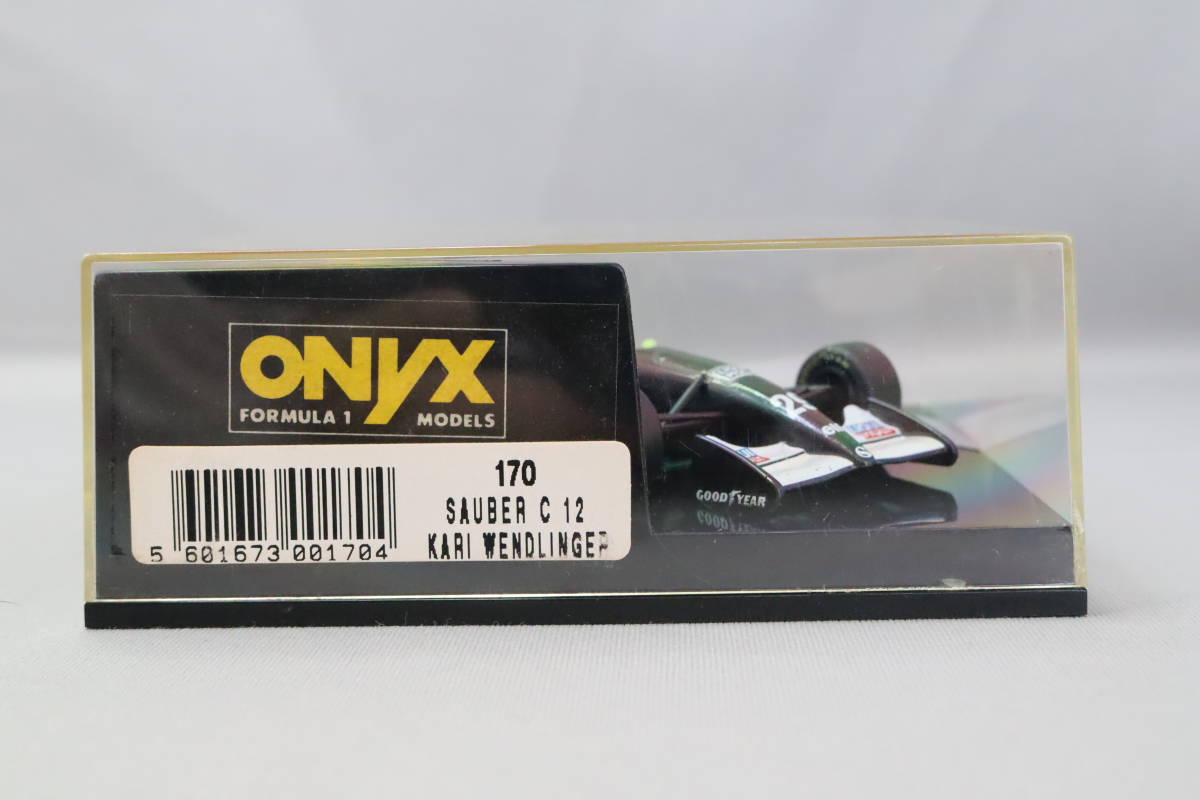 ONYX
FORMULA 1 MODELS
170
SAUBER C 12
KARI WENDLINGER
5 601673 001704
GOODYEAR